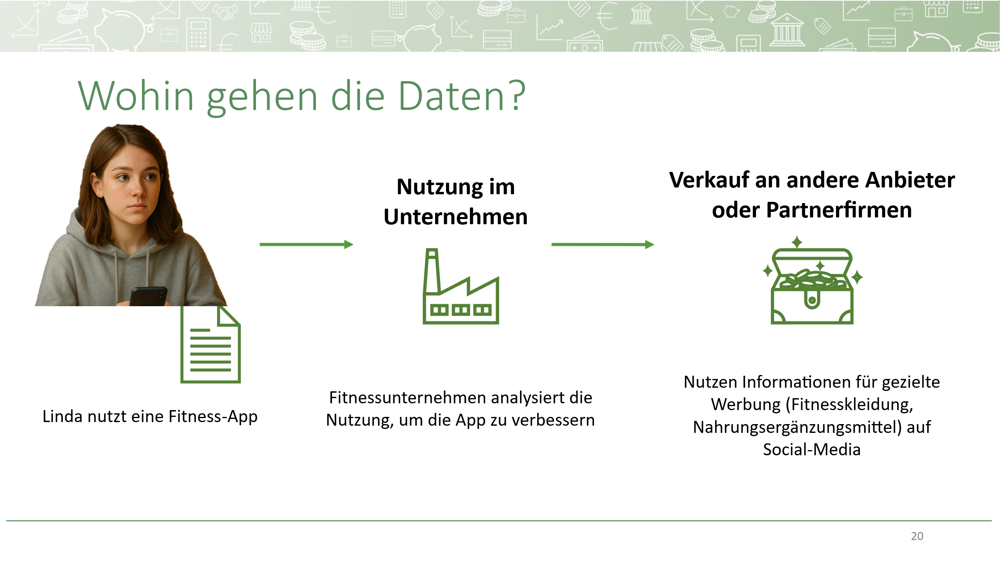 Wohin gehen die Daten?
Nutzung im
Unternehmen
Verkauf an andere Anbieter
oder Partnerfirmen
Linda nutzt eine Fitness-App
Fitnessunternehmen analysiert die
Nutzung, um die App zu verbessern
Nutzen Informationen für gezielte
Werbung (Fitnesskleidung,
Nahrungsergänzungsmittel) auf
Social-Media
20